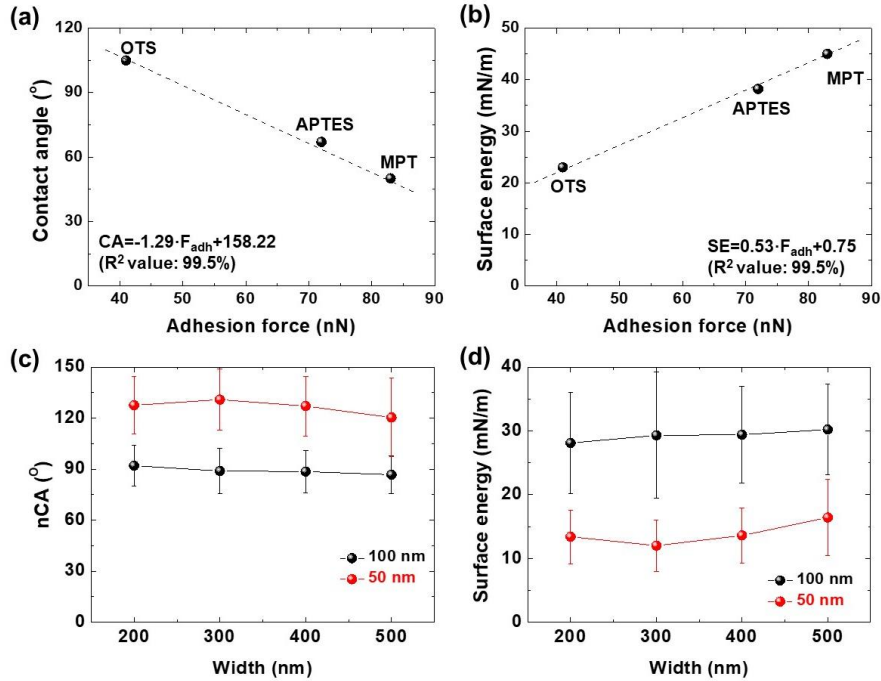 (a)
120
90
60
30
0
Contact angle (°)
OTS
APTES
MPT
CA=-1.29·Fadh+158.22
(R2 value: 99.5%)
40 50 60 70 80 90
Adhesion force (nN)
(b)
50
40
30
20
10
0
Surface energy (mN/m)
MPT
APTES
OTS
SE=0.53·Fadh+0.75
(R2 value: 99.5%)
40 50 60 70 80 90
Adhesion force (nN)
(c)
150
120
90
60
30
0
nCA (°)
100 nm
50 nm
200 300 400 500
Width (nm)
(d)
40
30
20
10
0
Surface energy (mN/m)
100 nm
50 nm
200 300 400 500
Width (nm)